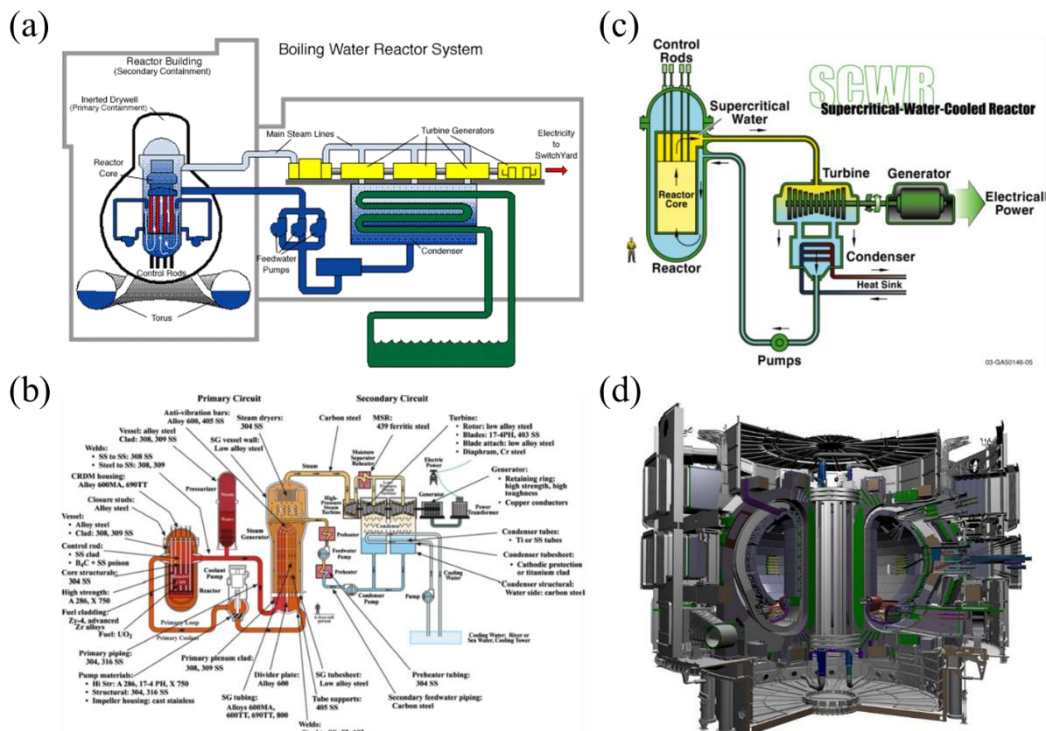 (a)
Boiling Water Reactor System
Reactor Building
(Secondary Containment)
Inerted Drywell
(Primary Containment)
Main Steam Lines
Turbine Generators
Electricity
to
SwitchYard
Reactor
Core
Feedwater
Pumps
Condenser
Control Rods
Torus
(c)
Control
Rods
SCWR
Supercritical-Water-Cooled Reactor
Supercritical
Water
Turbine
Generator
Electrical
Power
Reactor
Core
Condenser
Reactor
Heat Sink
Pumps
03-GA50146-05
(b)
Primary Circuit
Secondary Circuit
Anti-vibration bars:
Alloy 600, 405 SS
Steam dryers:
304 SS
Carbon steel
MSR:
439 ferritic steel
Turbine:
• Rotor: low alloy steel
• Blades: 17-4PH, 403 SS
• Blade attach: low alloy steel
• Diaphram, Cr steel
Vessel: alloy steel
Clad: 308, 309 SS
SG vessel wall:
Low alloy steel
Welds:
• SS to SS: 308 SS
• Steel to SS: 308, 309
CRDM housing:
Alloy 600MA, 690TT
Closure studs:
Alloy steel
Vessel:
• Alloy steel
• Clad: 308, 309 SS
Control rod:
• SS clad
• B₄C + SS poison
Core structurals:
304 SS
High strength:
A 286, X 750
Fuel cladding:
Zy-4, advanced
Zr alloys
Fuel: UO₂
Primary piping:
304, 316 SS
Pump materials:
• Hi Str: A 286, 17-4 PH, X 750
• Structural: 304, 316 SS
• Impeller housing: cast stainless
Pressurizer
Steam
Water
Steam
Generator
Coolant
Pump
Reactor
Primary Loop
Primary Coolant
Primary plenum clad:
308, 309 SS
Divider plate:
Alloy 600
SG tubing:
Alloys 600MA,
600TT, 690TT, 800
SG tubesheet:
Low alloy steel
Tube supports:
405 SS
Welds:
Steam
Moisture
Separator
Reheater
High-
Pressure
Steam
Turbine
Electric
Power
Generator
Power
Transformer
Generator:
• Retaining ring:
high strength, high
toughness
• Copper conductors
Condenser
Preheater
Feedwater
Pump
Preheater
Condenser
Pump
Pump
Cooling
Water
Condenser tubes:
Ti or SS tubes
Condenser tubesheet:
• Cathodic protection
or titanium clad
Condenser structural:
Water side: carbon steel
Cooling Water: River or
Sea Water, Cooling Tower
Preheater tubing:
304 SS
Secondary feedwater piping:
Carbon steel
(d)